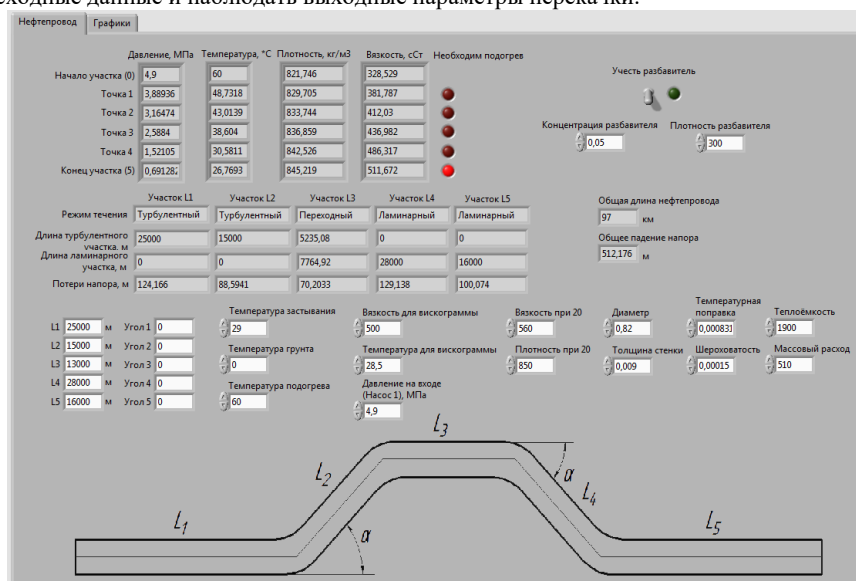 сходные данные и наблюдать выходные параметры перекачки.
Нефтепровод Графики
Давление, МПа Температура, °С Плотность, кг/м3 Вязкость, сСт Необходим подогрев
Начало участка (0) 4,9 60 821,746 328,529
Точка 1 3,88936 48,7318 829,705 381,787
Точка 2 3,16474 43,0139 833,744 412,03
Точка 3 2,5884 38,604 836,859 436,982
Точка 4 1,52105 30,5811 842,526 486,317
Конец участка (5) 0,691282 26,7693 845,219 511,672
Учесть разбавитель
Концентрация разбавителя Плотность разбавителя
0,05 300
Участок L1 Участок L2 Участок L3 Участок L4 Участок L5
Режим течения Турбулентный Турбулентный Переходный Ламинарный Ламинарный
Длина турбулентного
участка, м 25000 15000 5235,08 0 0
Длина ламинарного
участка, м 0 0 7764,92 28000 16000
Потери напора, м 124,166 88,5941 70,2033 129,138 100,074
Общая длина нефтепровода
97 км
Общее падение напора
512,176 м
L1 25000 м Угол 1 0
L2 15000 м Угол 2 0
L3 13000 м Угол 3 0
L4 28000 м Угол 4 0
L5 16000 м Угол 5 0
Температура застывания
29
Температура грунта
0
Температура подогрева
60
Вязкость для вискограммы
500
Температура для вискограммы
28,5
Давление на входе
(Насос 1), МПа
4,9
Вязкость при 20
560
Плотность при 20
850
Диаметр
0,82
Толщина стенки
0,009
Температурная
поправка
0,000831
Шероховатость
0,00015
Теплоёмкость
1900
Массовый расход
510
L3
L2
α
L4
L1
α
L5